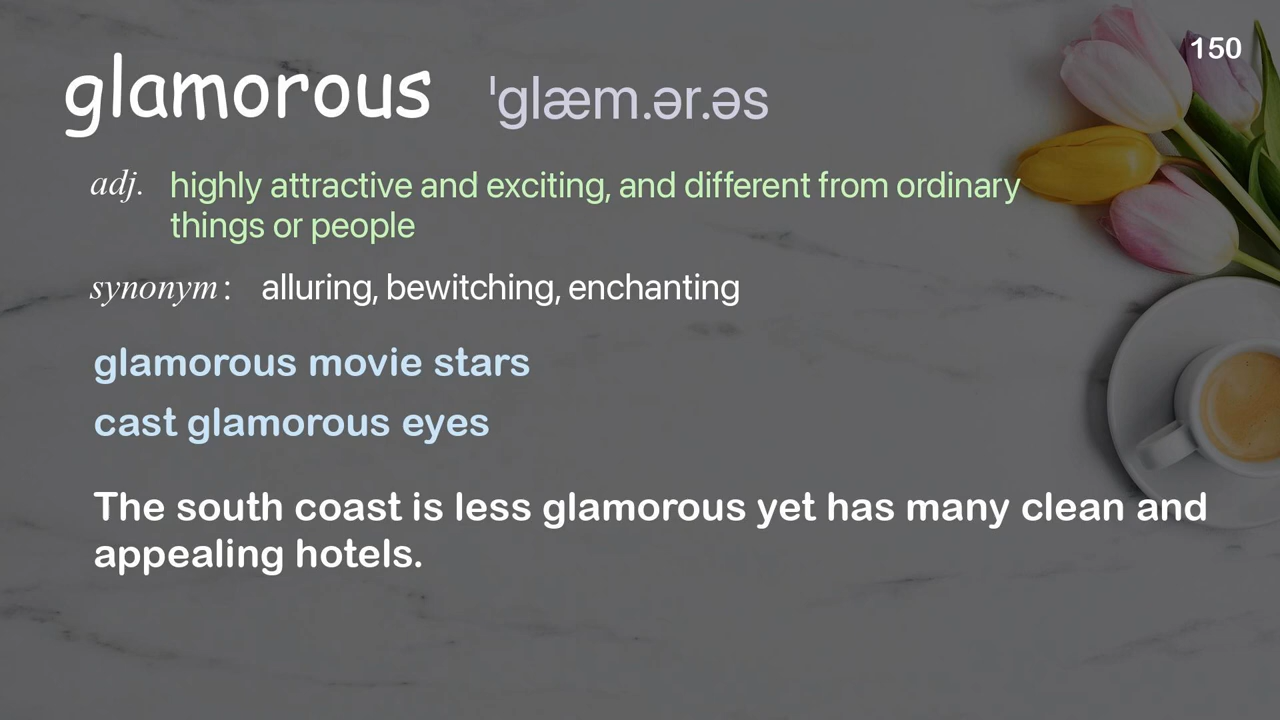 150
glamorous ˈglæm.ər.əs
adj. highly attractive and exciting, and different from ordinary
things or people
synonym : alluring, bewitching, enchanting
glamorous movie stars
cast glamorous eyes
The south coast is less glamorous yet has many clean and
appealing hotels.